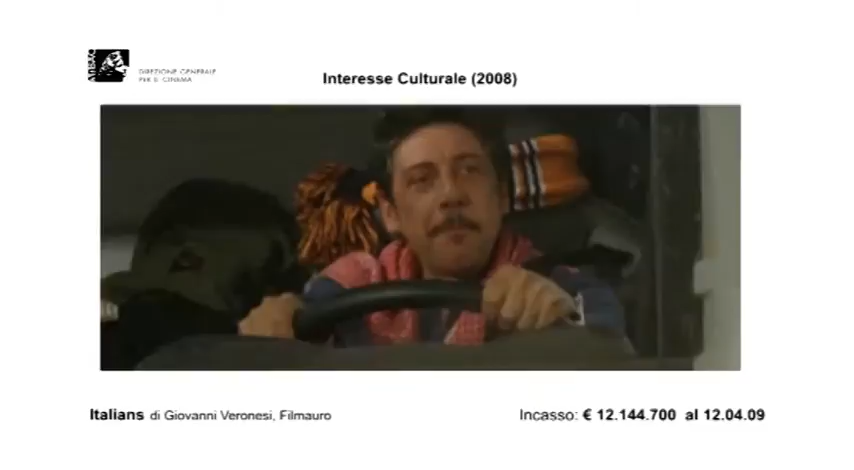 DIREZIONE GENERALE
PER IL CINEMA
Interesse Culturale (2008)
Italians di Giovanni Veronesi, Filmauro
Incasso: € 12.144.700 al 12.04.09